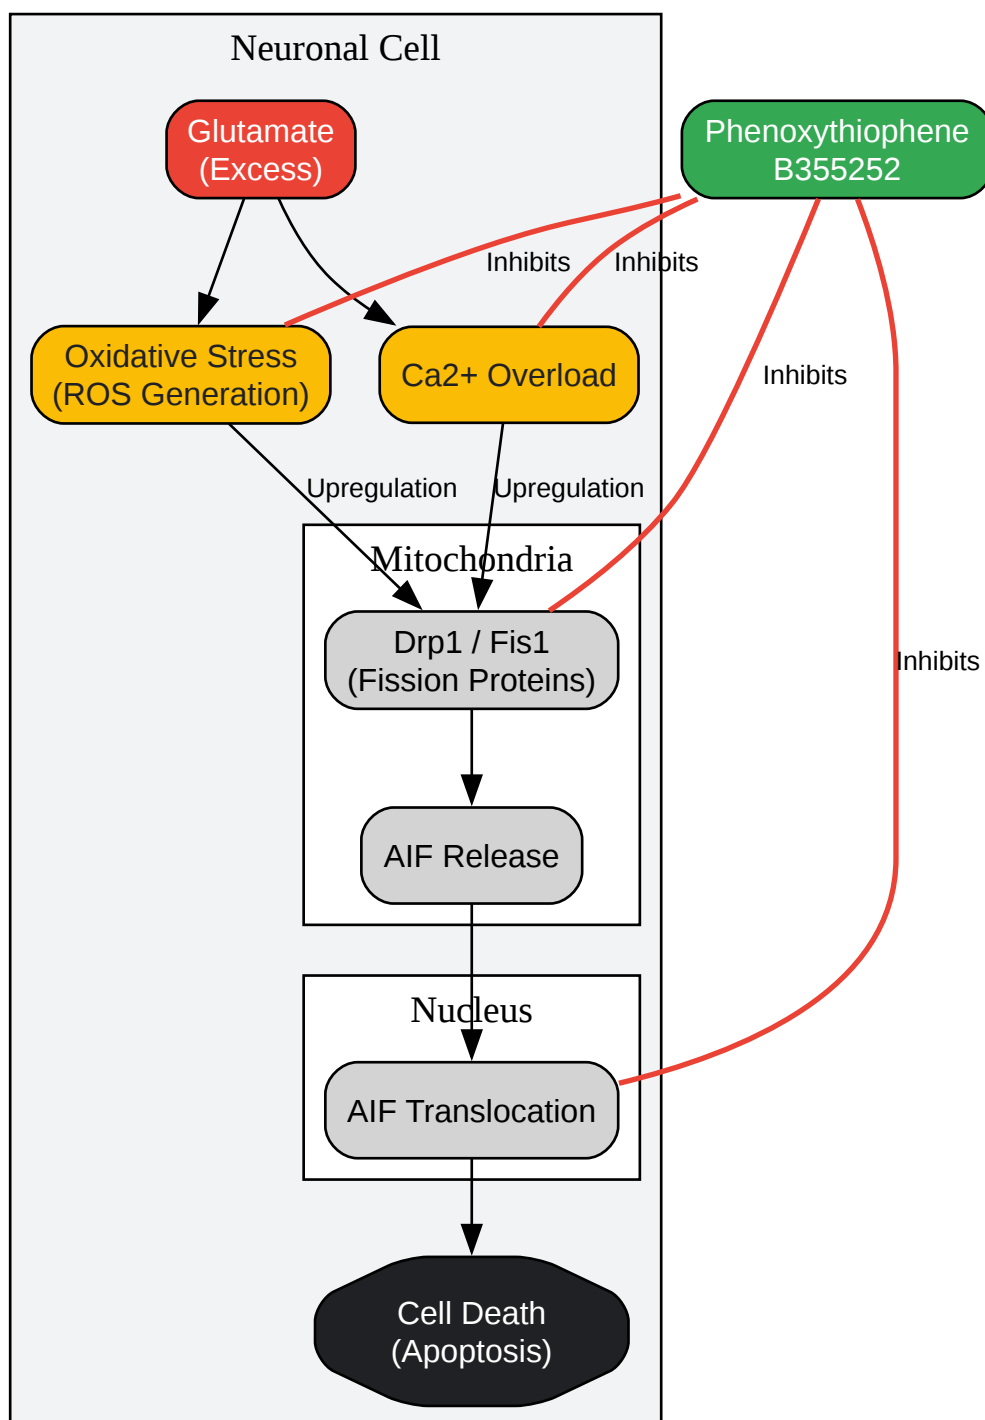 Neuronal Cell
Glutamate
(Excess)
Phenoxythiophene
B355252
Inhibits
Inhibits
Oxidative Stress
(ROS Generation)
Ca2+ Overload
Inhibits
Upregulation
Upregulation
Mitochondria
Drp1 / Fis1
(Fission Proteins)
Inhibits
AIF Release
Nucleus
AIF Translocation
Cell Death
(Apoptosis)